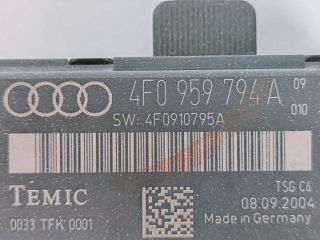 4F0 959 794 A 09
010
SW: 4F0910795A
TEMIC
TSG C6
08.09.2004
0033 TFK 0001
Made in Germany